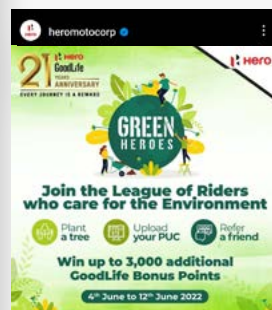 heromotocorp
Hero
21 Hero
GoodLife
YEARS
ANNIVERSARY
EVERY JOURNEY IS A REWARD
Hero
GREEN
HEROES
Join the League of Riders
who care for the Environment
Plant
a tree
Upload
your PUC
Refer
a friend
Win up to 3,000 additional
GoodLife Bonus Points
4th June to 12th June 2022